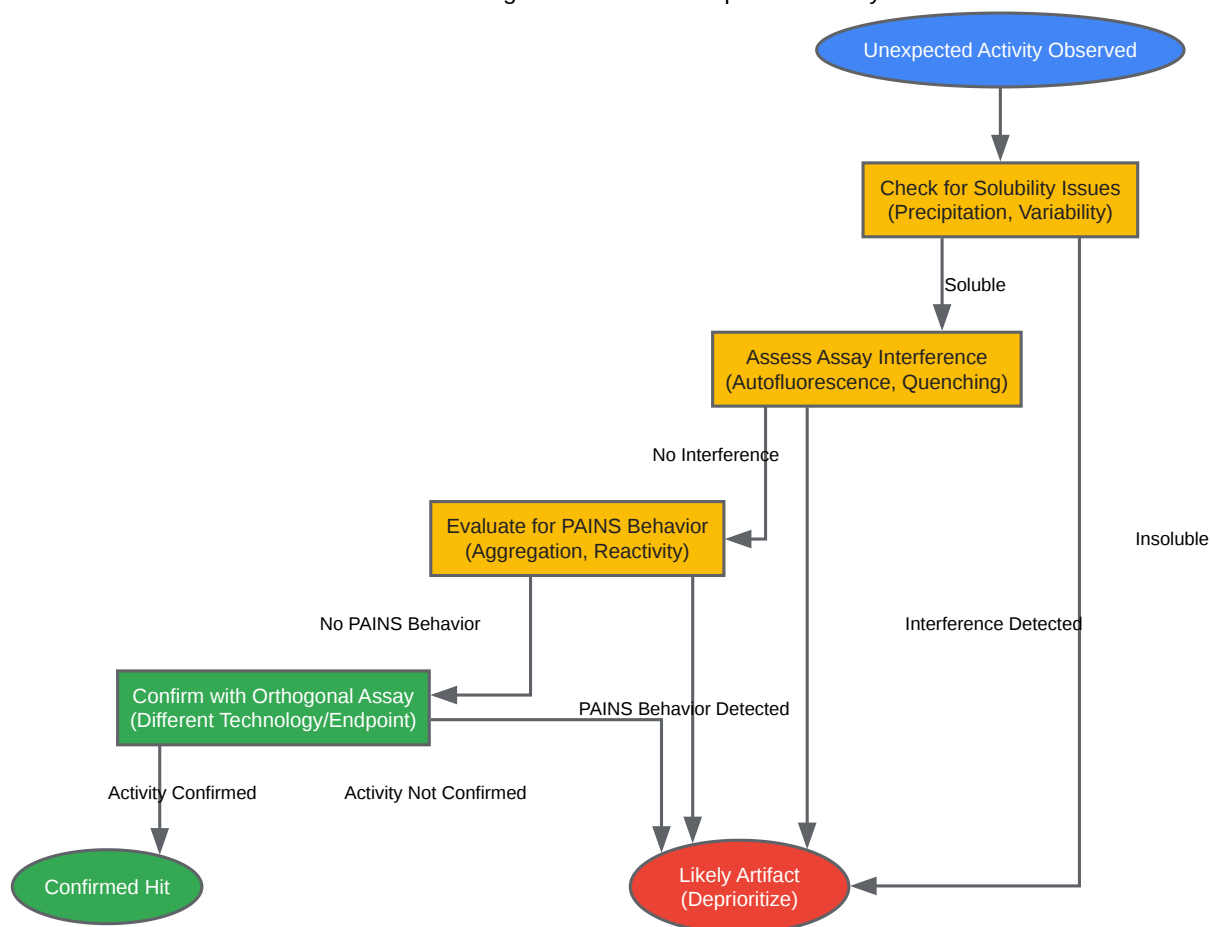 Unexpected Activity Observed
Check for Solubility Issues
(Precipitation, Variability)
Soluble
Assess Assay Interference
(Autofluorescence, Quenching)
No Interference
Evaluate for PAINS Behavior
(Aggregation, Reactivity)
Insoluble
No PAINS Behavior
Interference Detected
Confirm with Orthogonal Assay
(Different Technology/Endpoint)
PAINS Behavior Detected
Activity Confirmed
Activity Not Confirmed
Confirmed Hit
Likely Artifact
(Deprioritize)